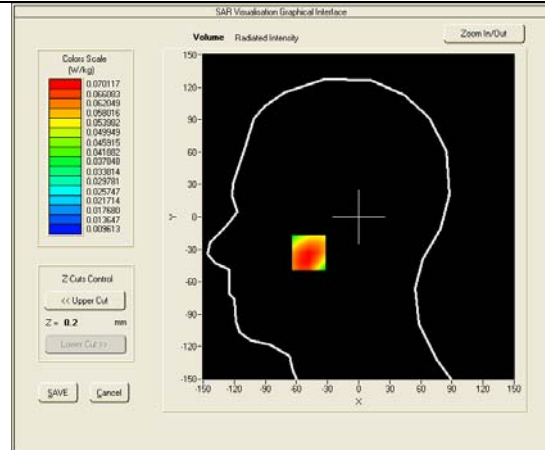 SAR Visualisation Graphical Interface
Volume Radiated Intensity
Zoom In/Out
Colors Scale
(W/kg)
0.070117
0.066083
0.062049
0.058016
0.053982
0.049949
0.045915
0.041882
0.037848
0.033814
0.029781
0.025747
0.021714
0.017680
0.013647
0.009613
Z Cuts Control
<< Upper Cut
Z = 0.2 mm
Lower Cut >>
SAVE Cancel
150
120
90
60
30
0
-30
-60
-90
-120
-150
Y
-150 -120 -90 -60 -30 0 30 60 90 120 150
X